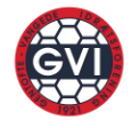 GENTOFTE - VANGEDE IDRÆTSFORENING
GVI
1921